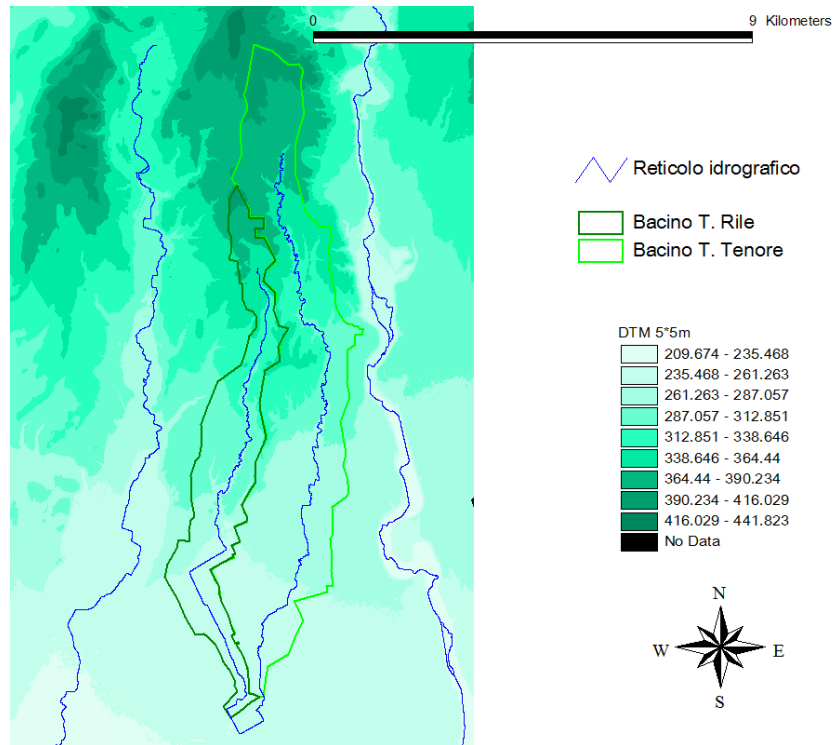 0 9 Kilometers
Reticolo idrografico
Bacino T. Rile
Bacino T. Tenore
DTM 5*5m
209.674 - 235.468
235.468 - 261.263
261.263 - 287.057
287.057 - 312.851
312.851 - 338.646
338.646 - 364.44
364.44 - 390.234
390.234 - 416.029
416.029 - 441.823
No Data
N
W E
S